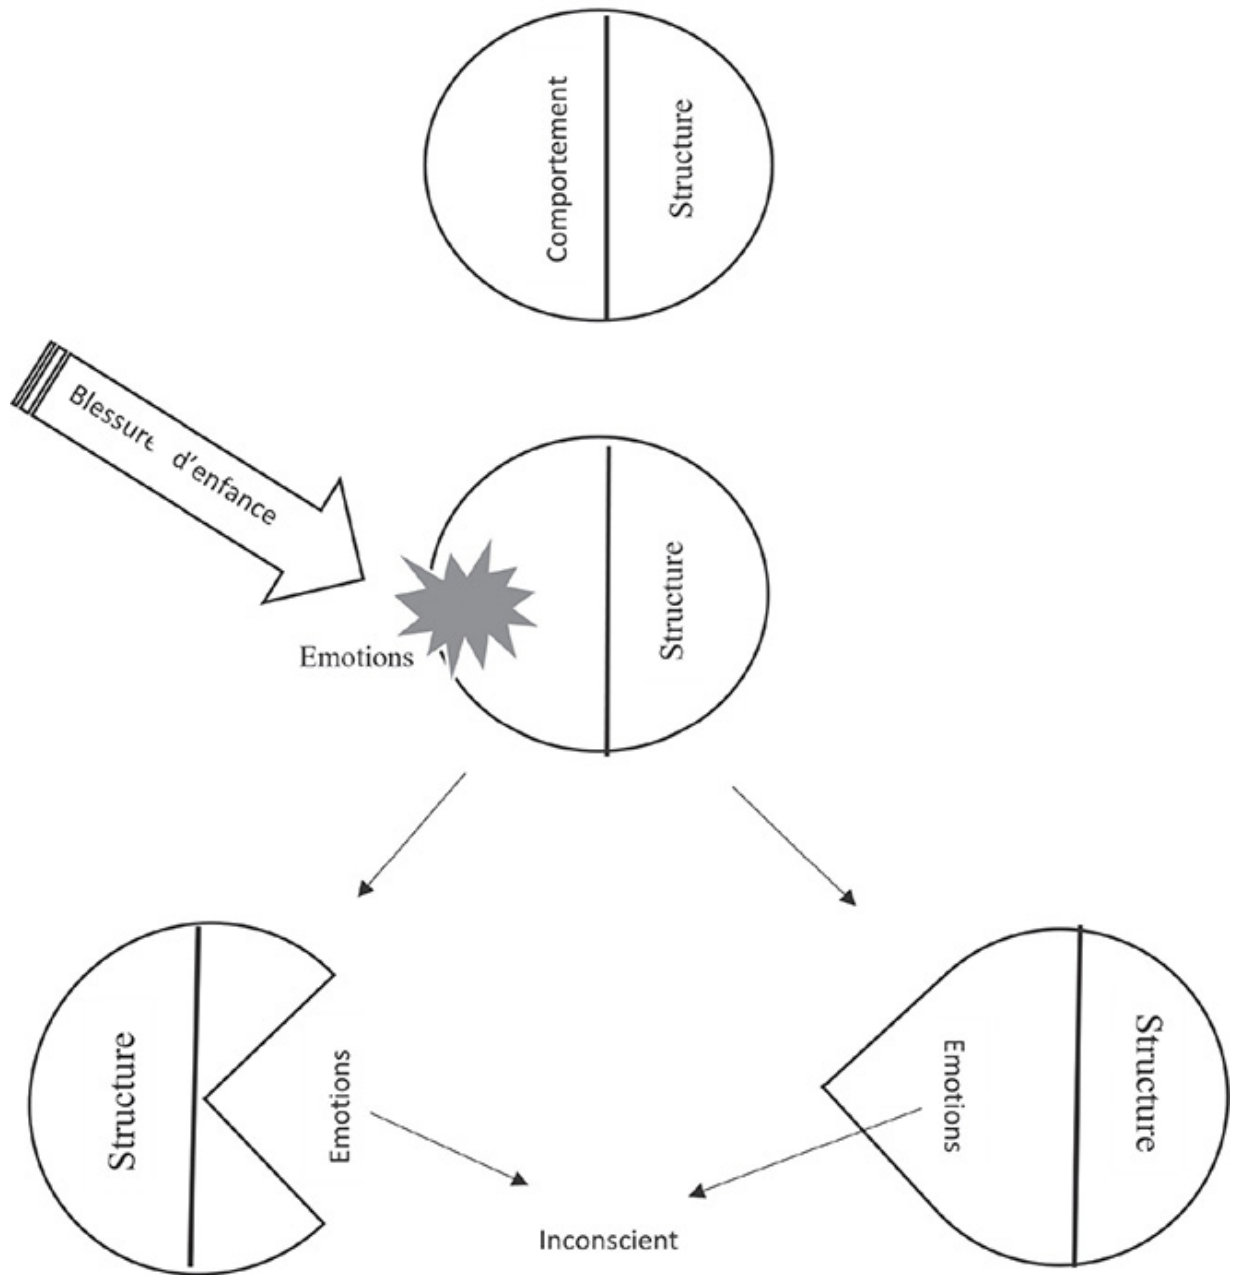 Comportement
Structure
Blessure d'enfance
Structure
Emotions
Structure
Emotions
Emotions
Structure
Inconscient